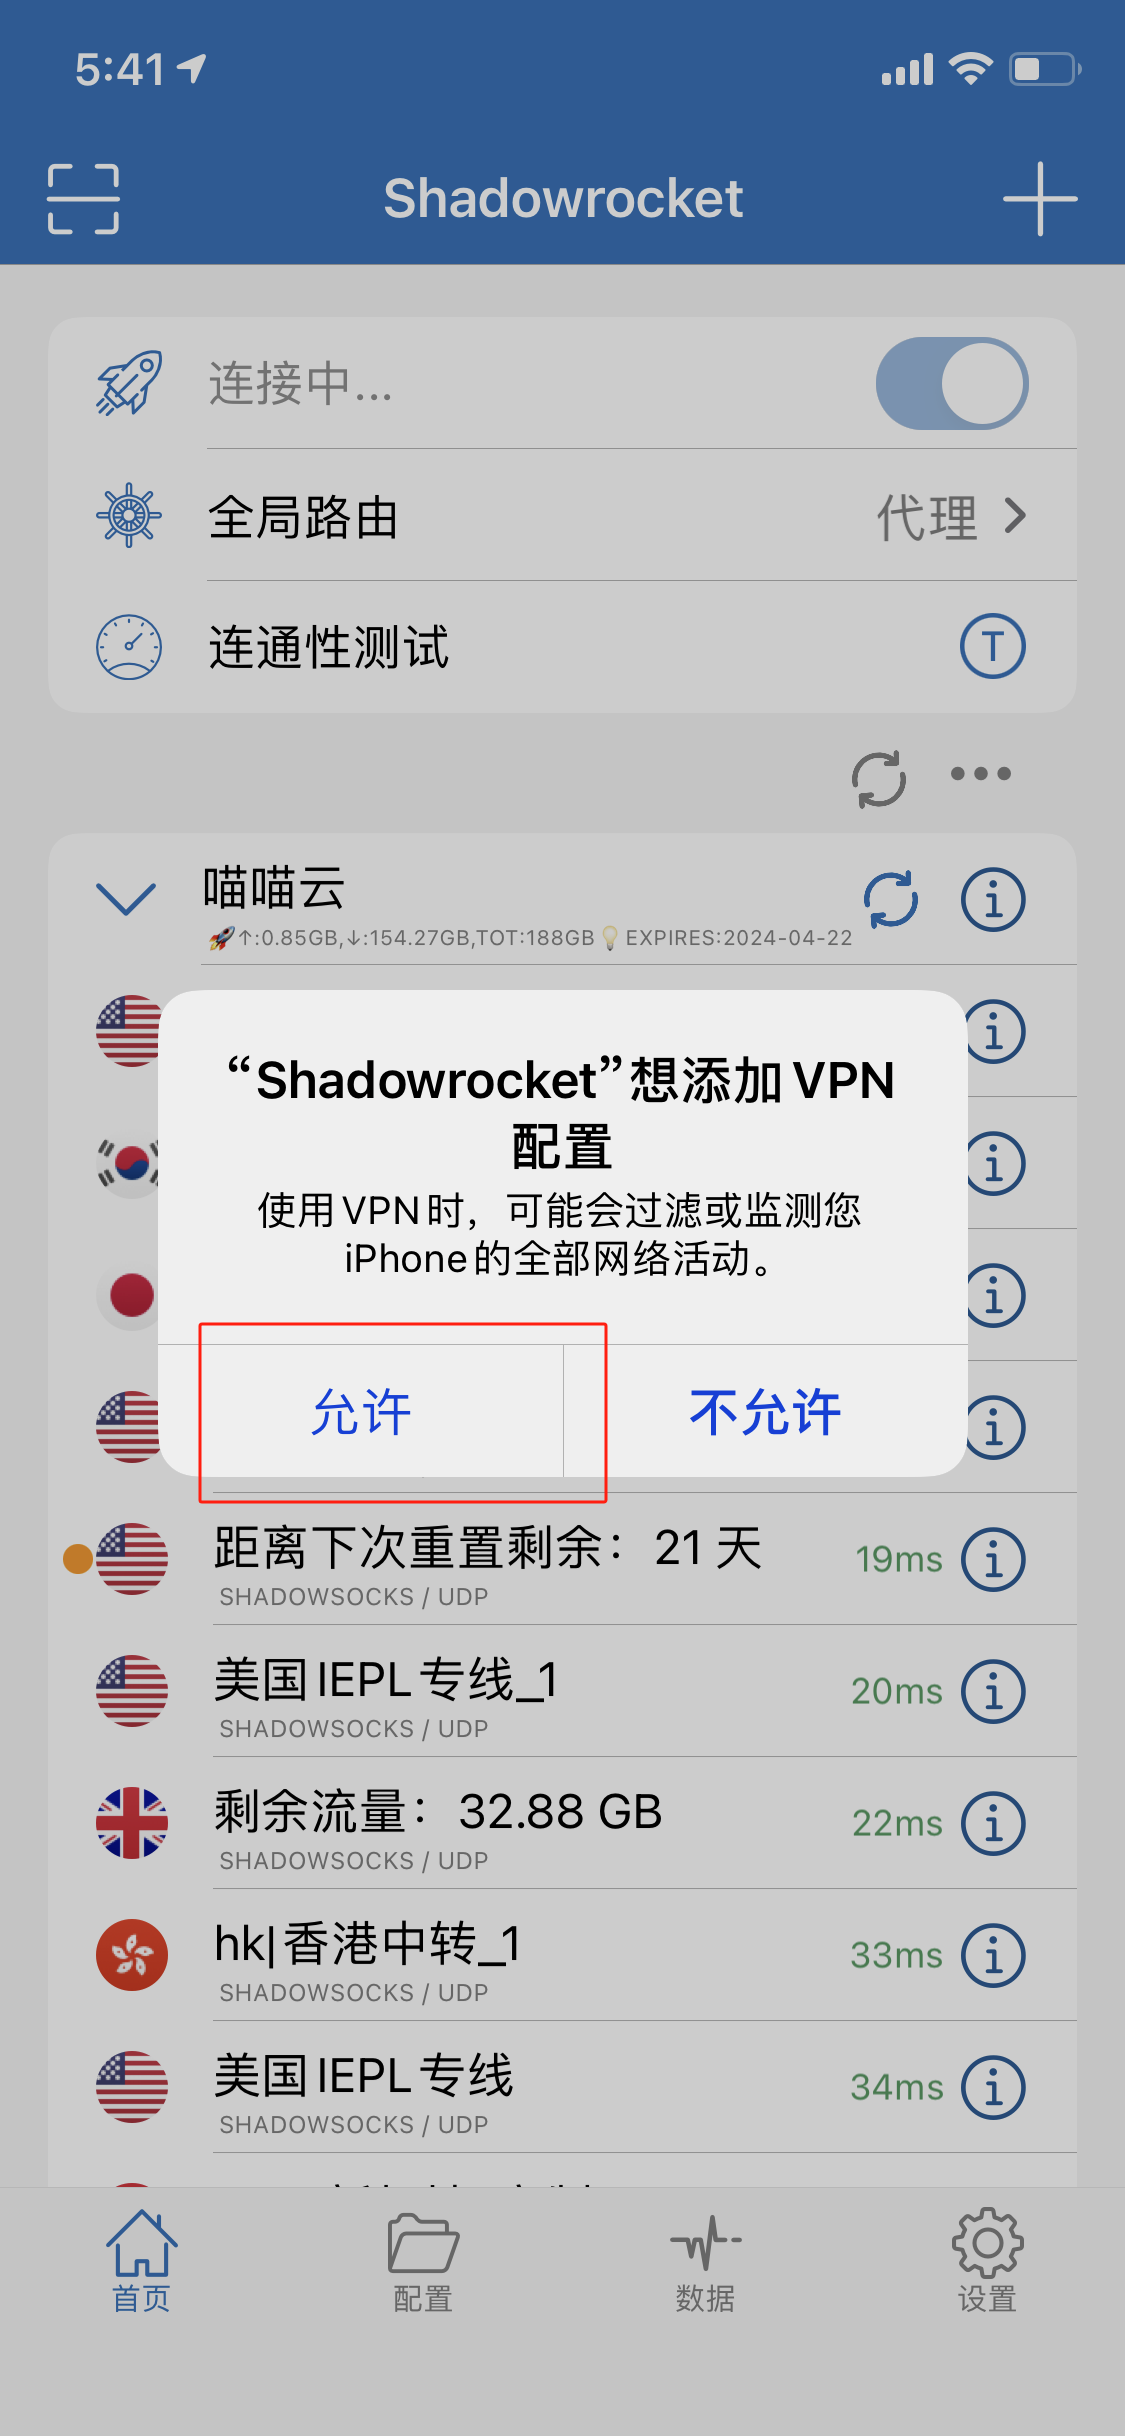 5:41
Shadowrocket
连接中...
全局路由
代理
连通性测试
T
喵喵云
↑:0.85GB,↓:154.27GB,TOT:188GB EXPIRES:2024-04-22
“Shadowrocket”想添加 VPN
配置
使用 VPN 时，可能会过滤或监测您
iPhone 的全部网络活动。
允许
不允许
距离下次重置剩余：21 天
19ms
SHADOWSOCKS / UDP
美国 IEPL 专线_1
20ms
SHADOWSOCKS / UDP
剩余流量：32.88 GB
22ms
SHADOWSOCKS / UDP
hk|香港中转_1
33ms
SHADOWSOCKS / UDP
美国 IEPL 专线
34ms
SHADOWSOCKS / UDP
首页
配置
数据
设置